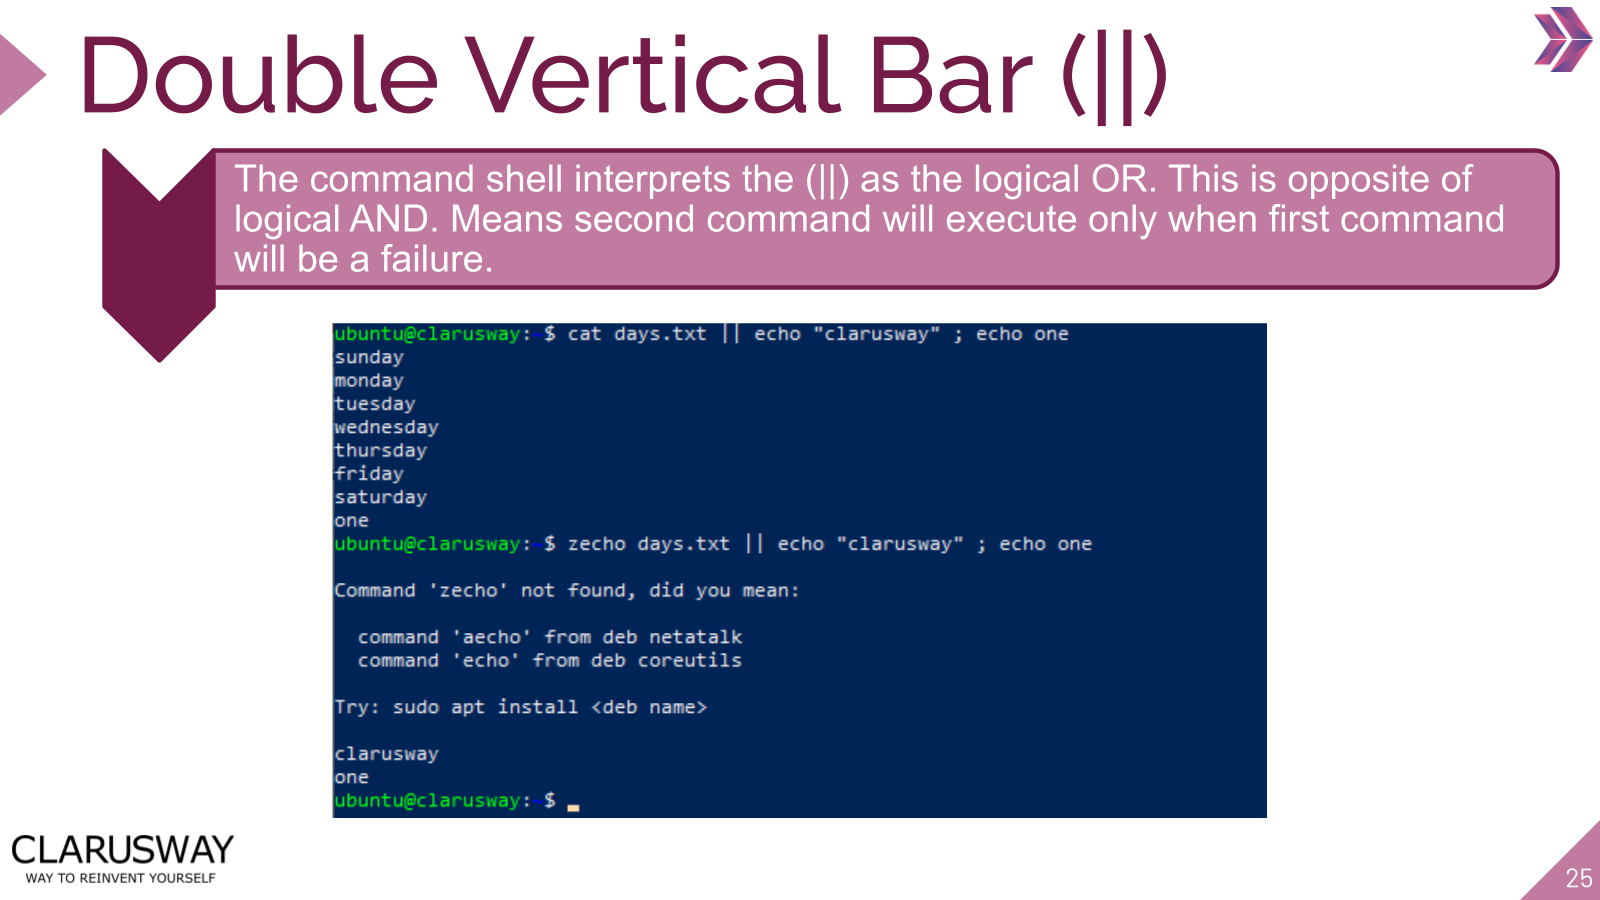 Double Vertical Bar (||)
The command shell interprets the (||) as the logical OR. This is opposite of
logical AND. Means second command will execute only when first command
will be a failure.
ubuntu@clarusway:~$ cat days.txt || echo "clarusway" ; echo one
sunday
monday
tuesday
wednesday
thursday
friday
saturday
one
ubuntu@clarusway:~$ zecho days.txt || echo "clarusway" ; echo one
Command 'zecho' not found, did you mean:
command 'aecho' from deb netatalk
command 'echo' from deb coreutils
Try: sudo apt install <deb name>
clarusway
one
ubuntu@clarusway:~$ _
CLARUSWAY
WAY TO REINVENT YOURSELF
25